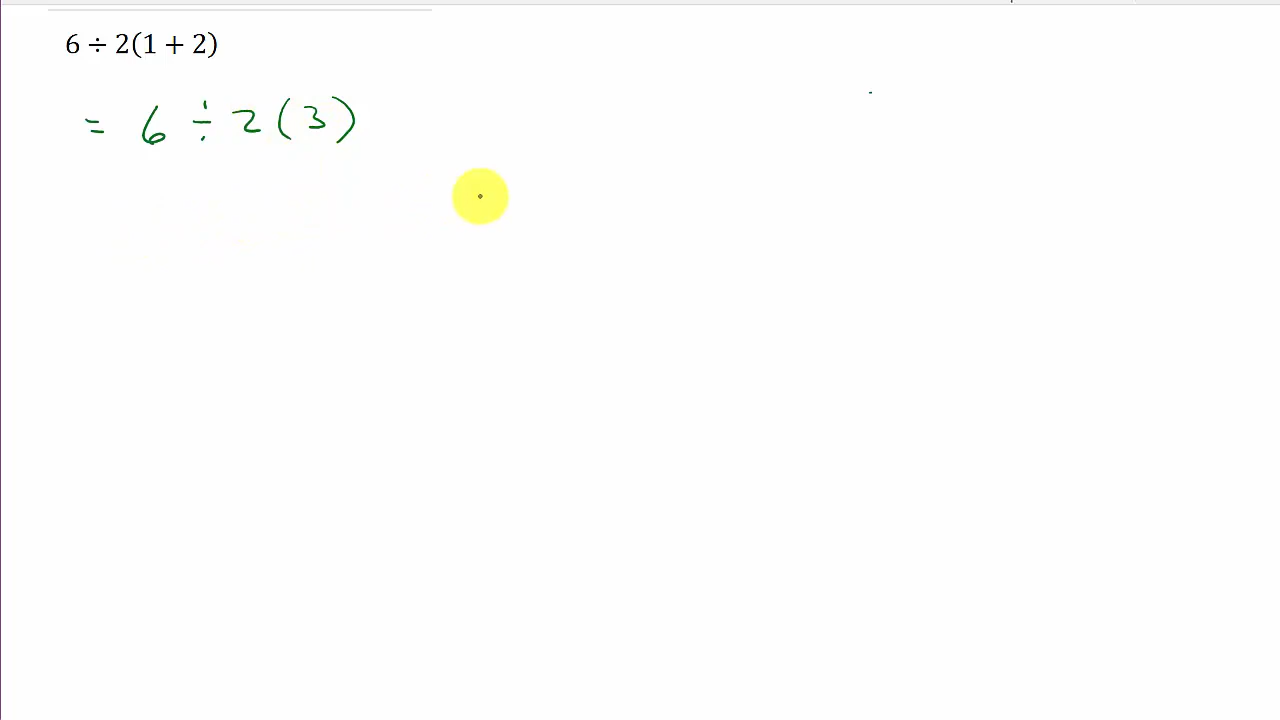 6 ÷ 2(1 + 2)
= 6 ÷ 2 (3)